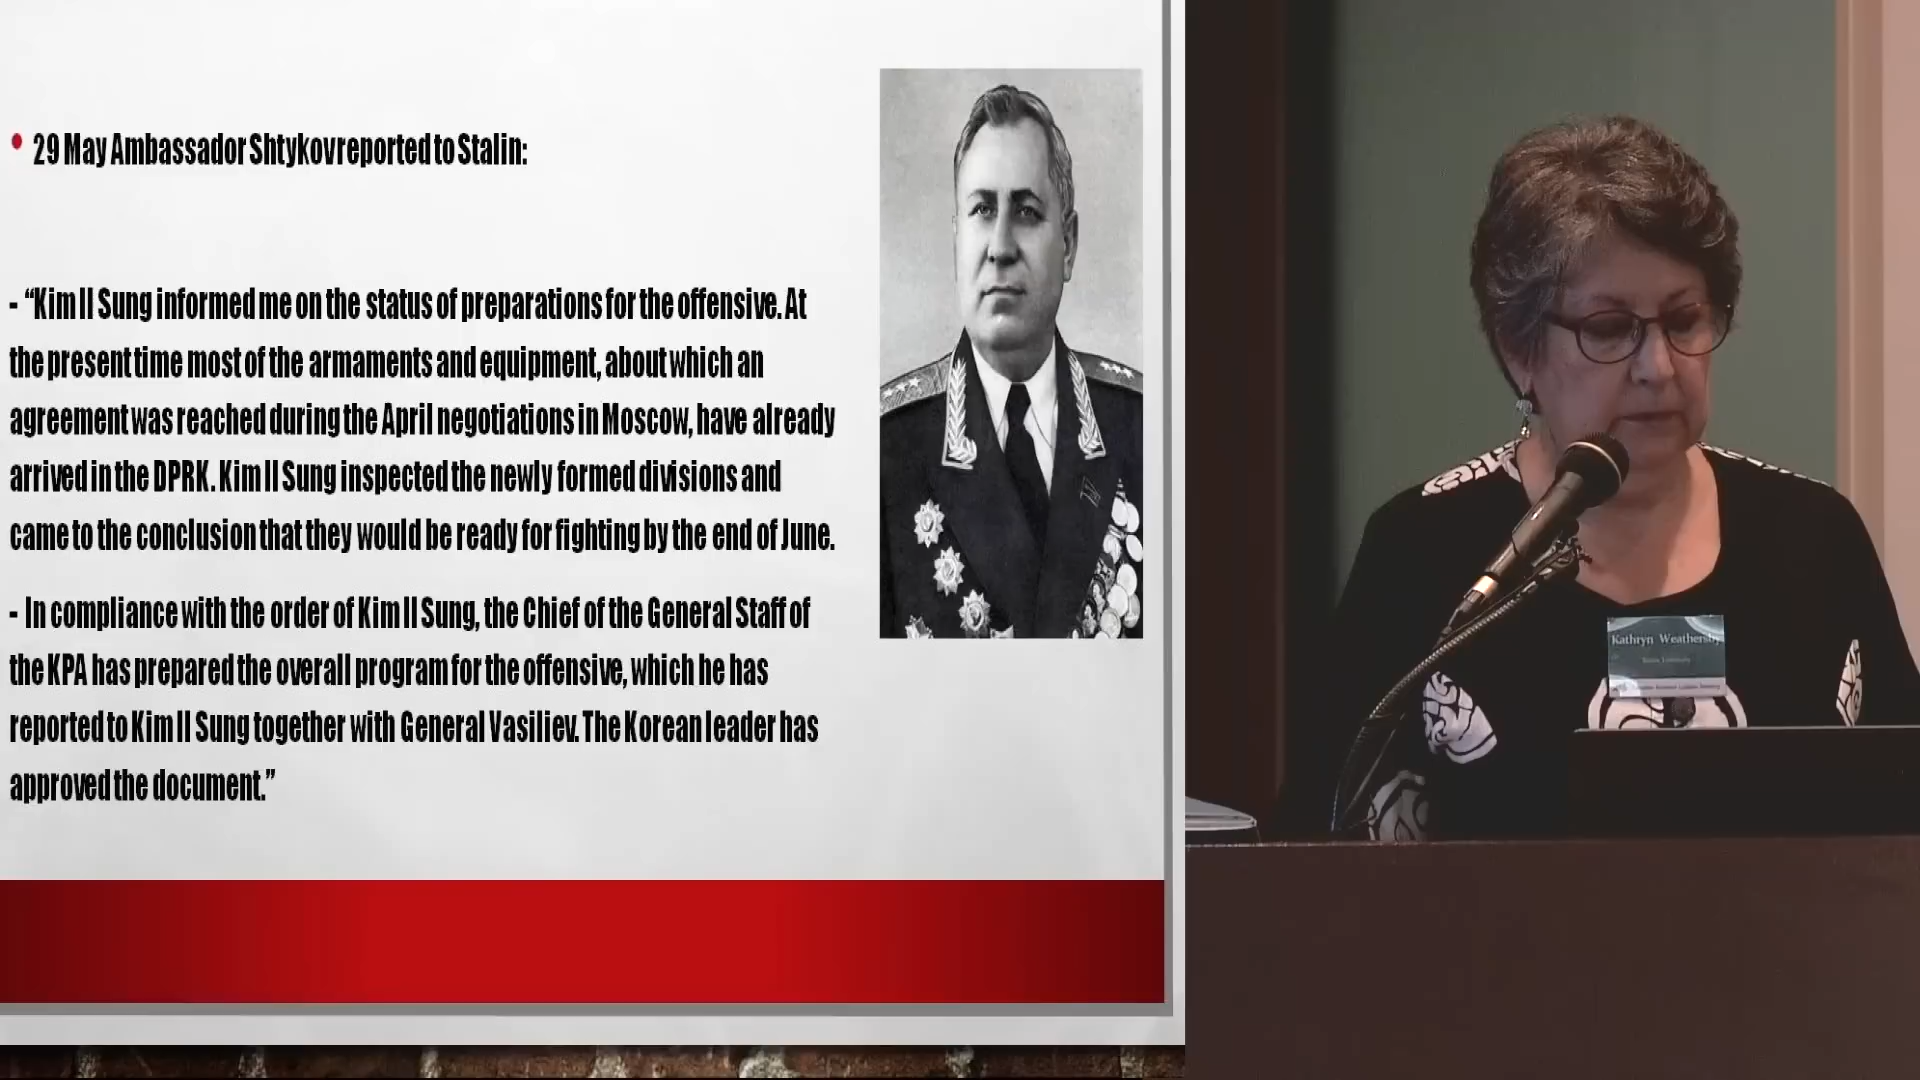 • 29 May Ambassador Shtykov reported to Stalin:
- “Kim Il Sung informed me on the status of preparations for the offensive. At
the present time most of the armaments and equipment, about which an
agreement was reached during the April negotiations in Moscow, have already
arrived in the DPRK. Kim Il Sung inspected the newly formed divisions and
came to the conclusion that they would be ready for fighting by the end of June.
- In compliance with the order of Kim Il Sung, the Chief of the General Staff of
the KPA has prepared the overall program for the offensive, which he has
reported to Kim Il Sung together with General Vasiliev. The Korean leader has
approved the document.”
Kathryn Weathersby